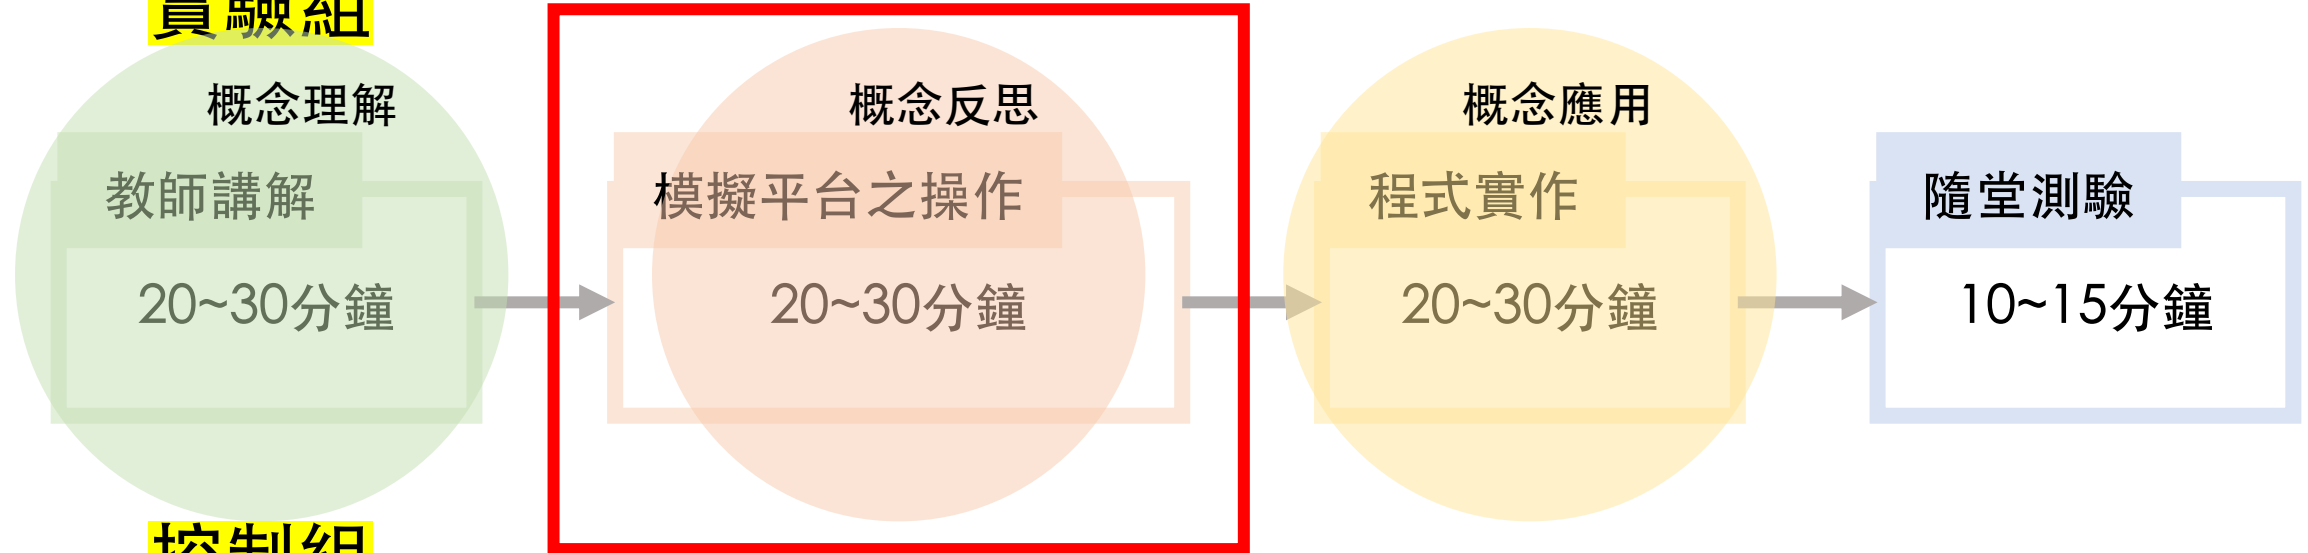 實驗組
概念理解
概念反思
概念應用
教師講解
模擬平台之操作
程式實作
隨堂測驗
20~30分鐘
20~30分鐘
20~30分鐘
10~15分鐘
控制組